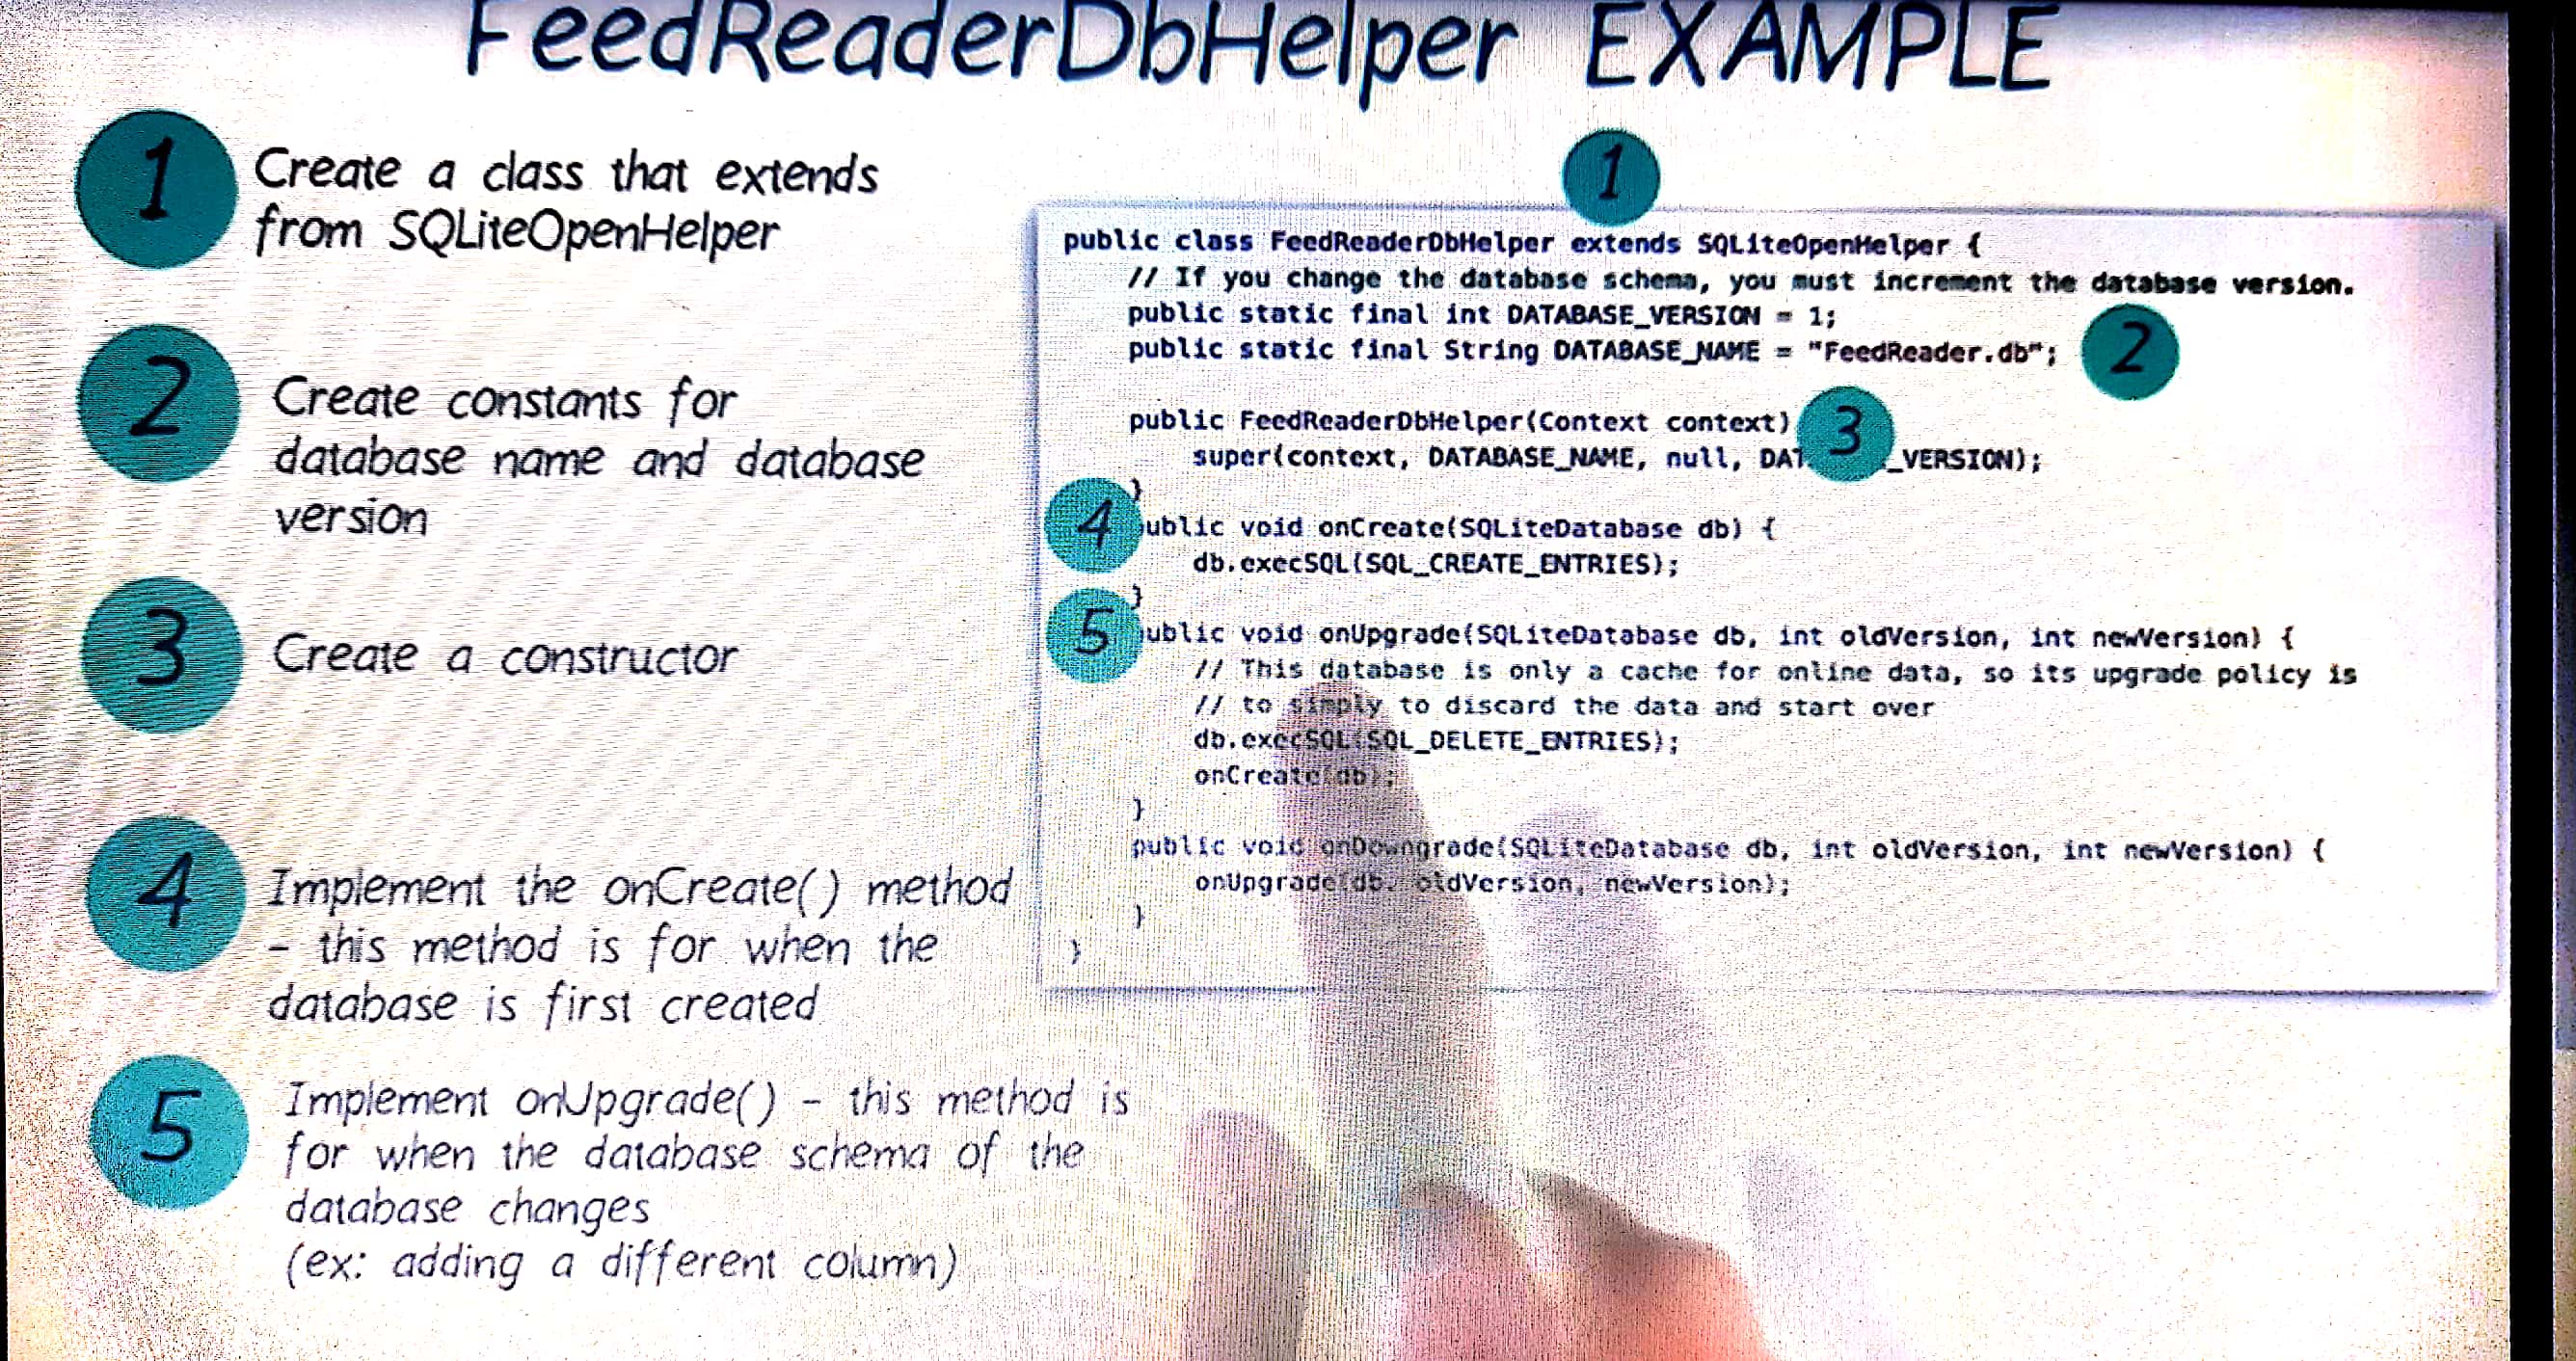 FeedReaderDbHelper EXAMPLE
1
Create a class that extends
from SQLiteOpenHelper
2
Create constants for
database name and database
version
3
Create a constructor
4
Implement the onCreate() method
- this method is for when the
database is first created
5
Implement onUpgrade() - this method is
for when the database schema of the
database changes
(ex: adding a different column)
1
public class FeedReaderDbHelper extends SQLiteOpenHelper {
// If you change the database schema, you must increment the database version.
public static final int DATABASE_VERSION = 1;
public static final String DATABASE_NAME = "FeedReader.db";
2
public FeedReaderDbHelper(Context context)
3
super(context, DATABASE_NAME, null, DAT _VERSION);
}
4
ublic void onCreate(SQLiteDatabase db) {
db.execSQL(SQL_CREATE_ENTRIES);
}
5
ublic void onUpgrade(SQLiteDatabase db, int oldVersion, int newVersion) {
// This database is only a cache for online data, so its upgrade policy is
// to simply to discard the data and start over
db.execSQL(SQL_DELETE_ENTRIES);
onCreate(db);
}
public void onDowngrade(SQLiteDatabase db, int oldVersion, int newVersion) {
onUpgrade(db, oldVersion, newVersion);
}
}